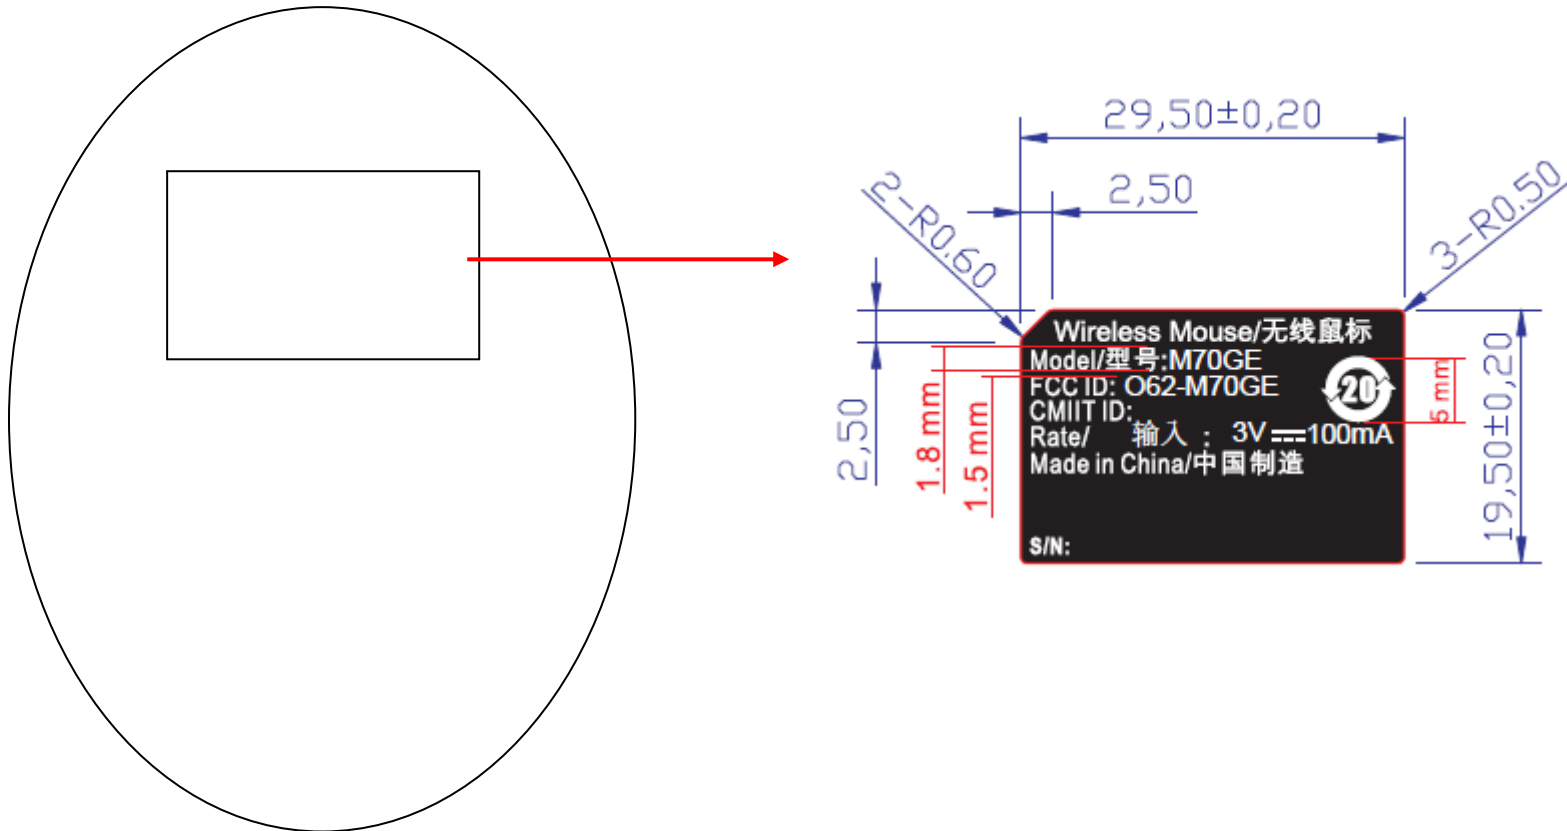 29,50±0,20
2,50
2-R0.60
3-R0.50
Wireless Mouse/无线鼠标
Model/型号:M70GE
FCC ID: O62-M70GE
20
CMIIT ID:
Rate/ 输入 : 3V 100mA
Made in China/中国制造
S/N:
2,50
1.8 mm
1.5 mm
5 mm
19,50±0,20